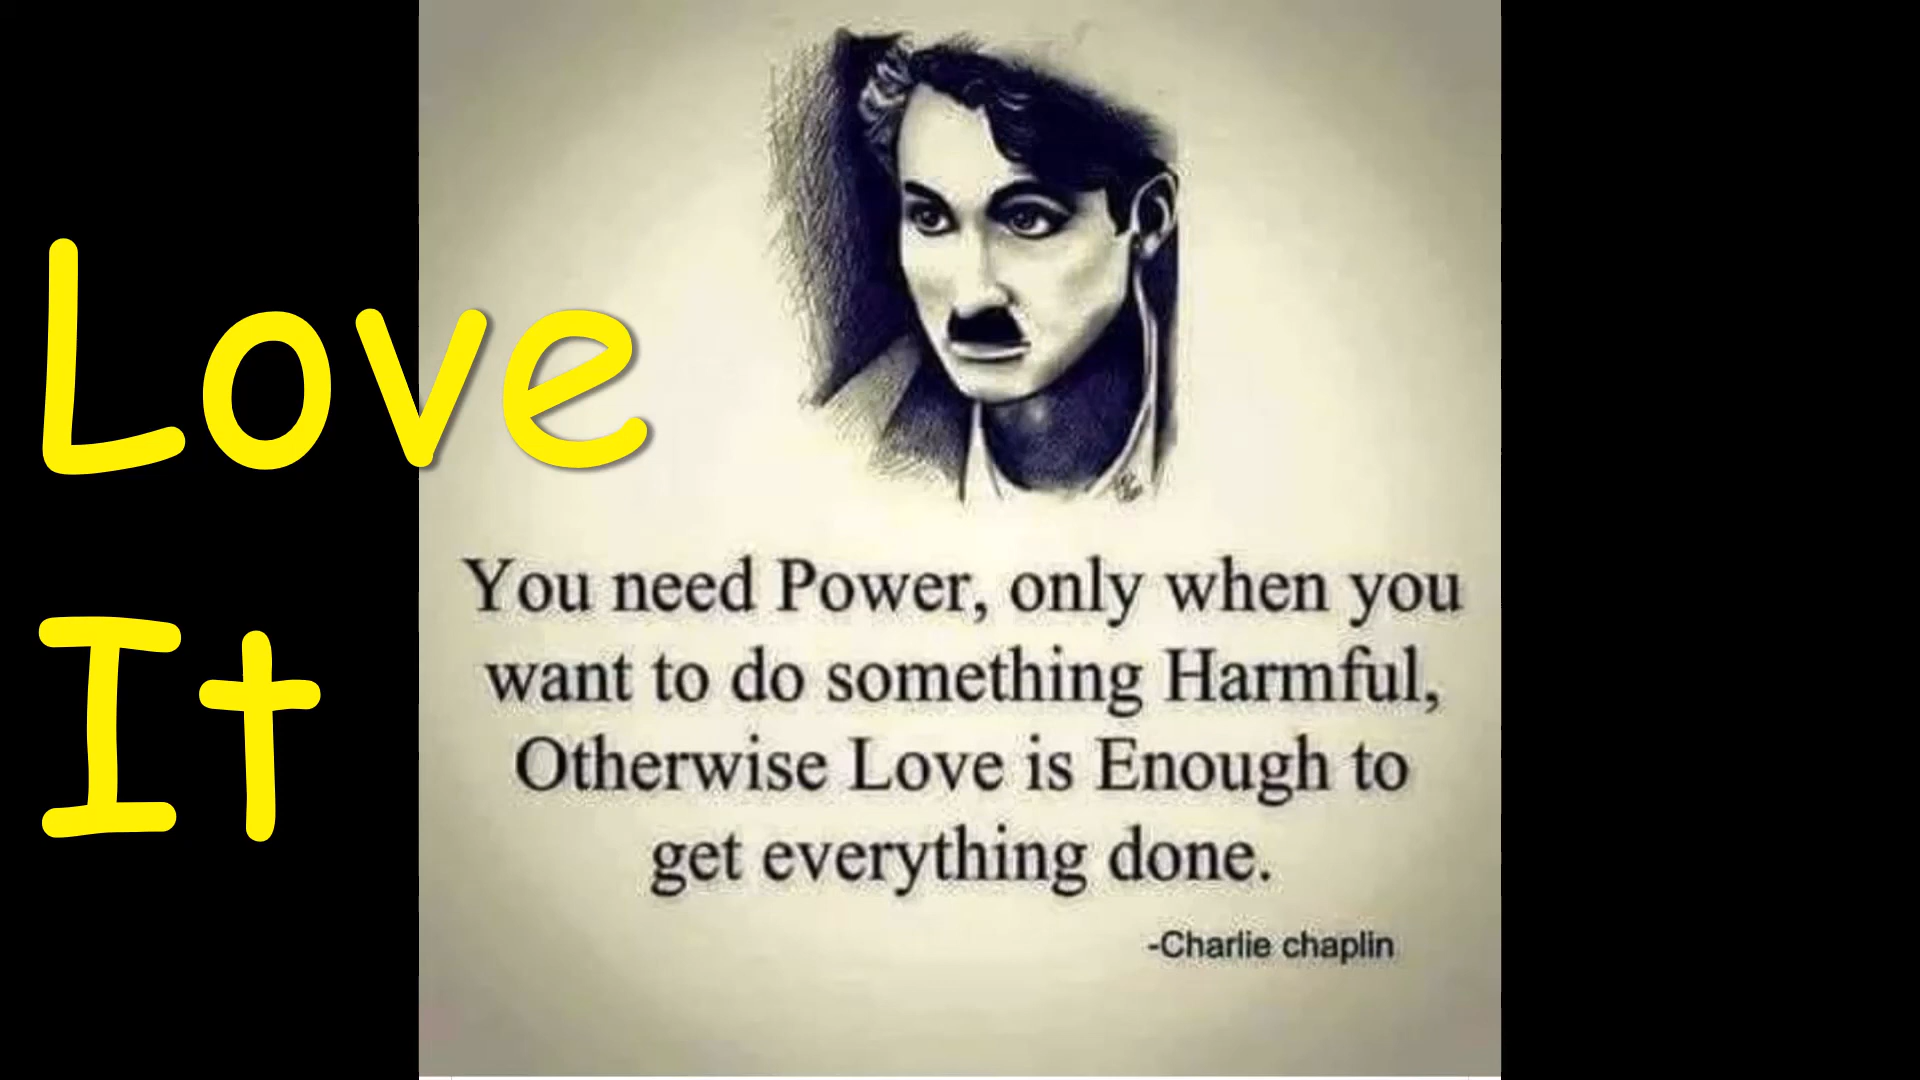 Love
It
You need Power, only when you
want to do something Harmful,
Otherwise Love is Enough to
get everything done.
-Charlie chaplin